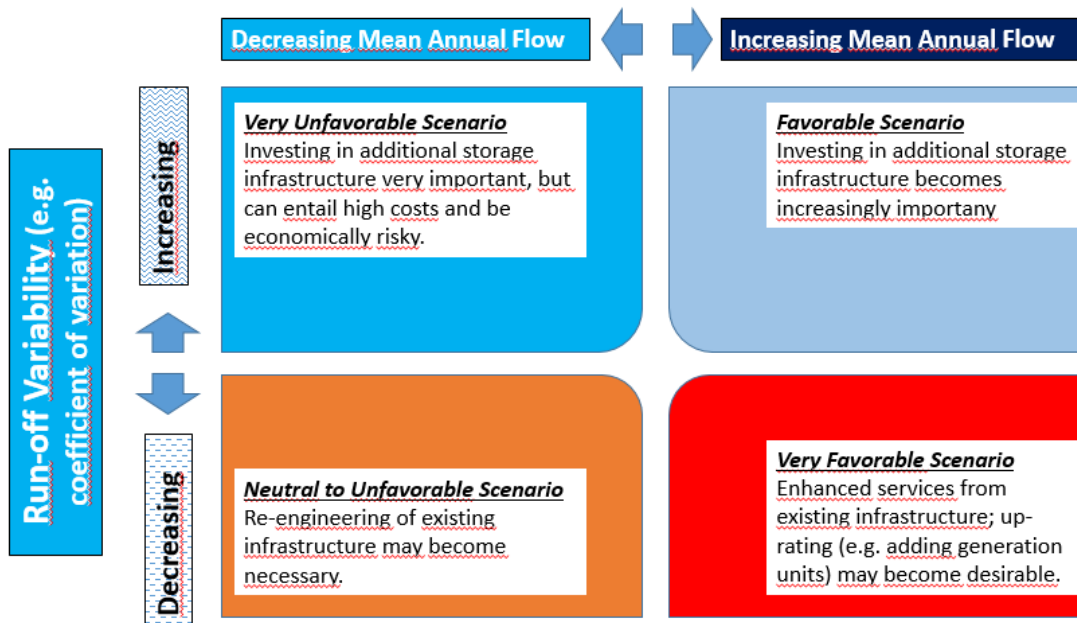 Decreasing Mean Annual Flow
Increasing Mean Annual Flow
Run-off Variability (e.g.
coefficient of variation)
Increasing
Very Unfavorable Scenario
Investing in additional storage
infrastructure very important, but
can entail high costs and be
economically risky.
Favorable Scenario
Investing in additional storage
infrastructure becomes
increasingly importany
Decreasing
Neutral to Unfavorable Scenario
Re-engineering of existing
infrastructure may become
necessary.
Very Favorable Scenario
Enhanced services from
existing infrastructure; up-
rating (e.g. adding generation
units) may become desirable.